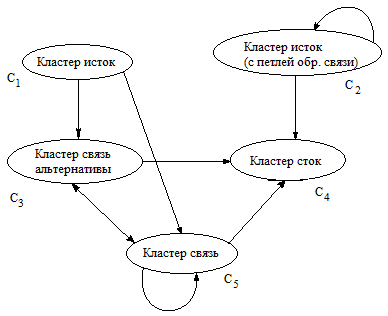 Кластер исток
C1
Кластер исток
(с петлей обр. связи)
C2
Кластер связь
альтернативы
C3
Кластер сток
C4
Кластер связь
C5